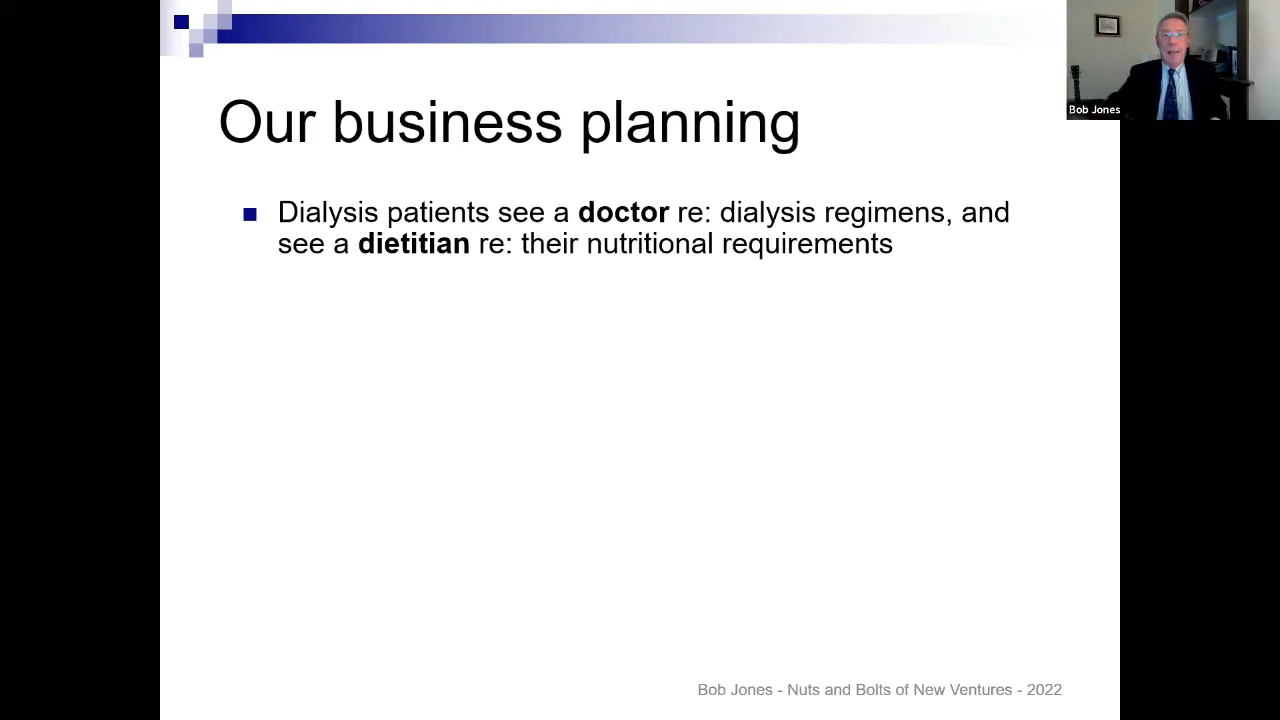 Bob Jones
Our business planning
Dialysis patients see a doctor re: dialysis regimens, and
see a dietitian re: their nutritional requirements
Bob Jones - Nuts and Bolts of New Ventures - 2022